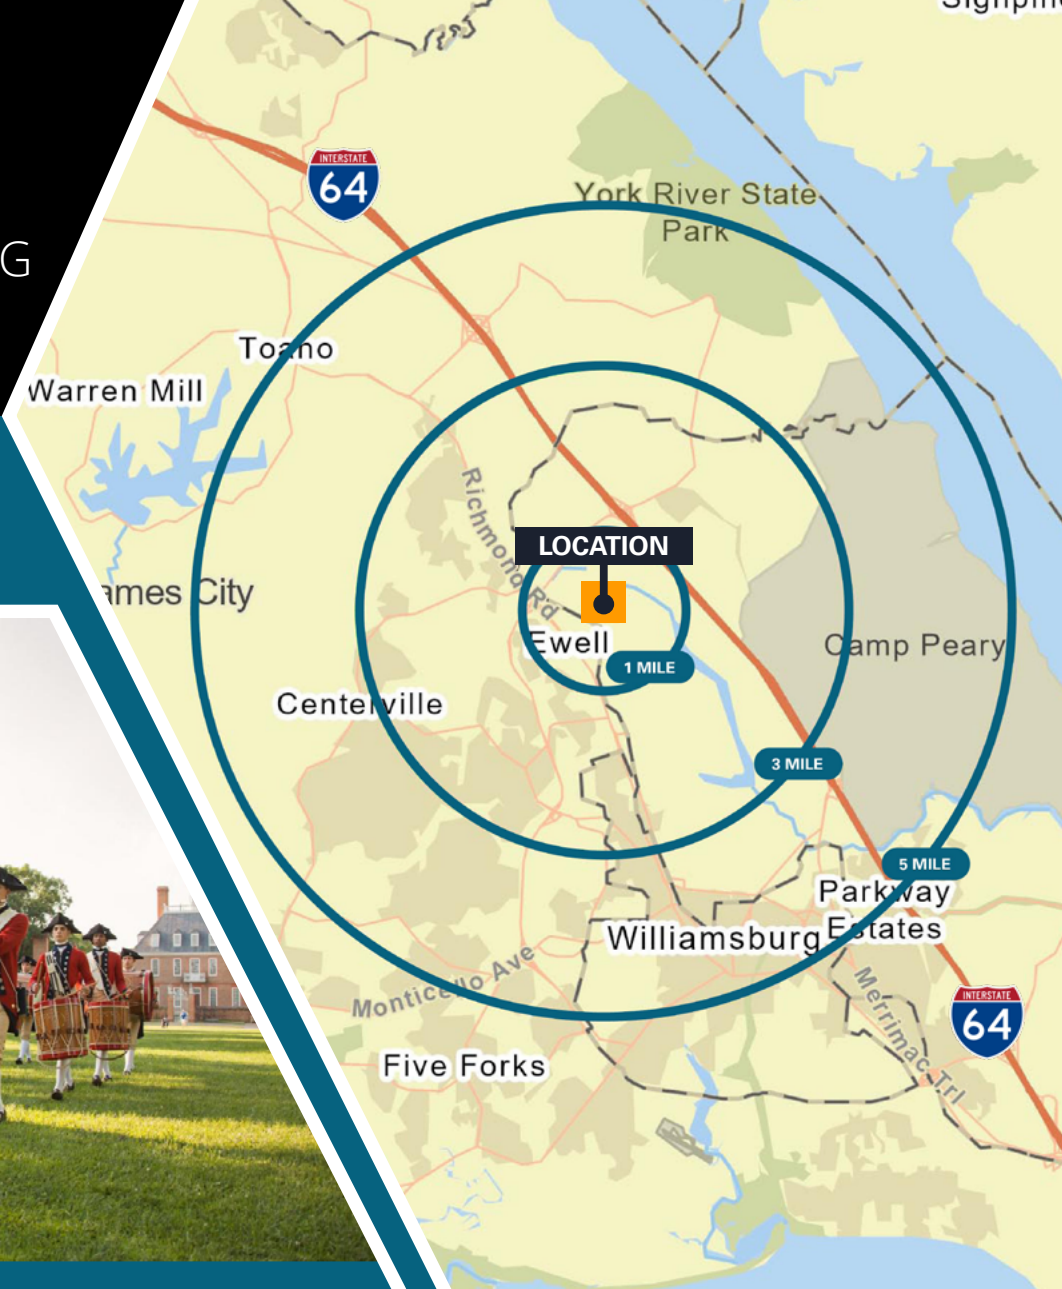 INTERSTATE
64
York River State
Park
G
Toano
Warren Mill
Richmond Rd
LOCATION
ames City
Ewell
Camp Peary
1 MILE
Centerville
3 MILE
5 MILE
Parkway
Estates
Williamsburg
Monticello Ave
Merrimac Trl
INTERSTATE
64
Five Forks